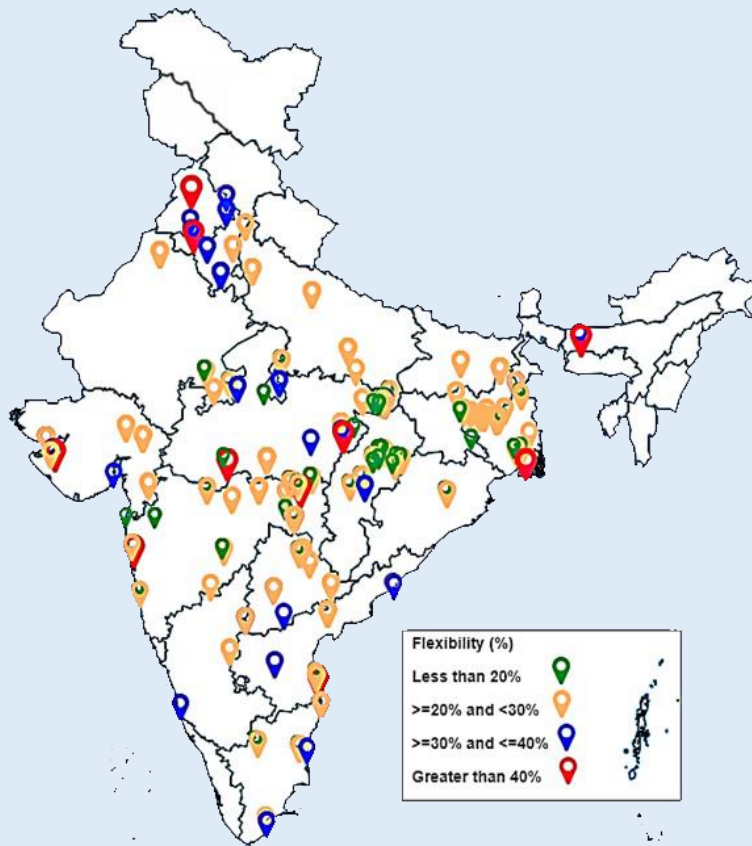 Flexibility (%)
Less than 20%
>=20% and <30%
>=30% and <=40%
Greater than 40%